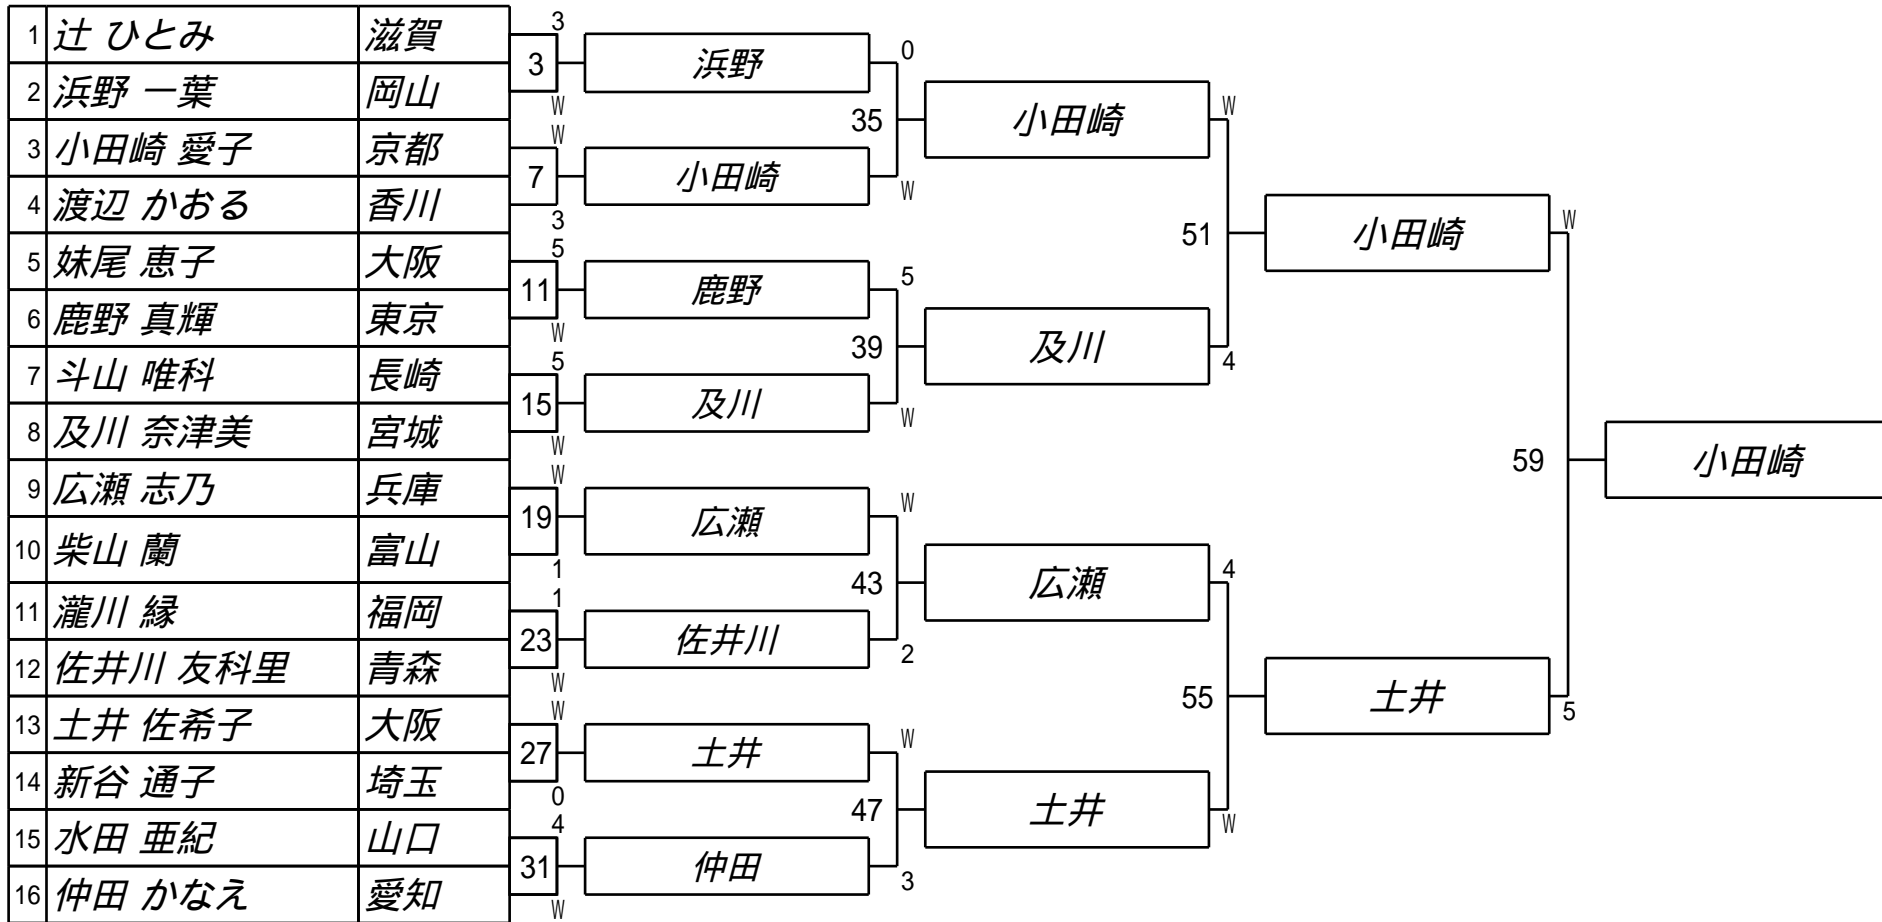 1 辻 ひとみ 滋賀
2 浜野 一葉 岡山
3 小田崎 愛子 京都
4 渡辺 かおる 香川
5 妹尾 恵子 大阪
6 鹿野 真輝 東京
7 斗山 唯科 長崎
8 及川 奈津美 宮城
9 広瀬 志乃 兵庫
10 柴山 蘭 富山
11 瀧川 縁 福岡
12 佐井川 友科里 青森
13 土井 佐希子 大阪
14 新谷 通子 埼玉
15 水田 亜紀 山口
16 仲田 かなえ 愛知
3
3
W
W
7
3
5
11
W
5
15
W
W
19
1
1
23
W
W
27
0
4
31
W
浜野
小田崎
鹿野
及川
広瀬
佐井川
土井
仲田
0
35
W
5
39
W
W
43
2
W
47
3
小田崎
及川
広瀬
土井
W
51
4
4
55
W
小田崎
土井
W
59
5
小田崎